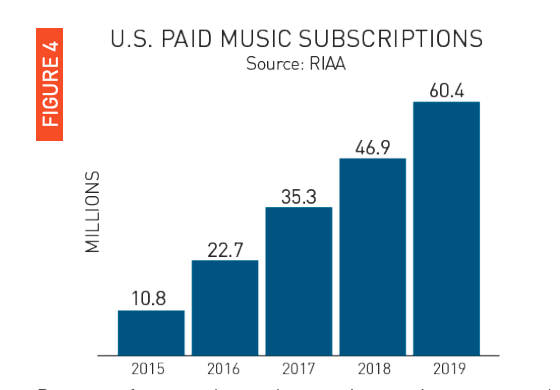 FIGURE 4
U.S. PAID MUSIC SUBSCRIPTIONS
Source: RIAA
MILLIONS
10.8
22.7
35.3
46.9
60.4
2015 2016 2017 2018 2019